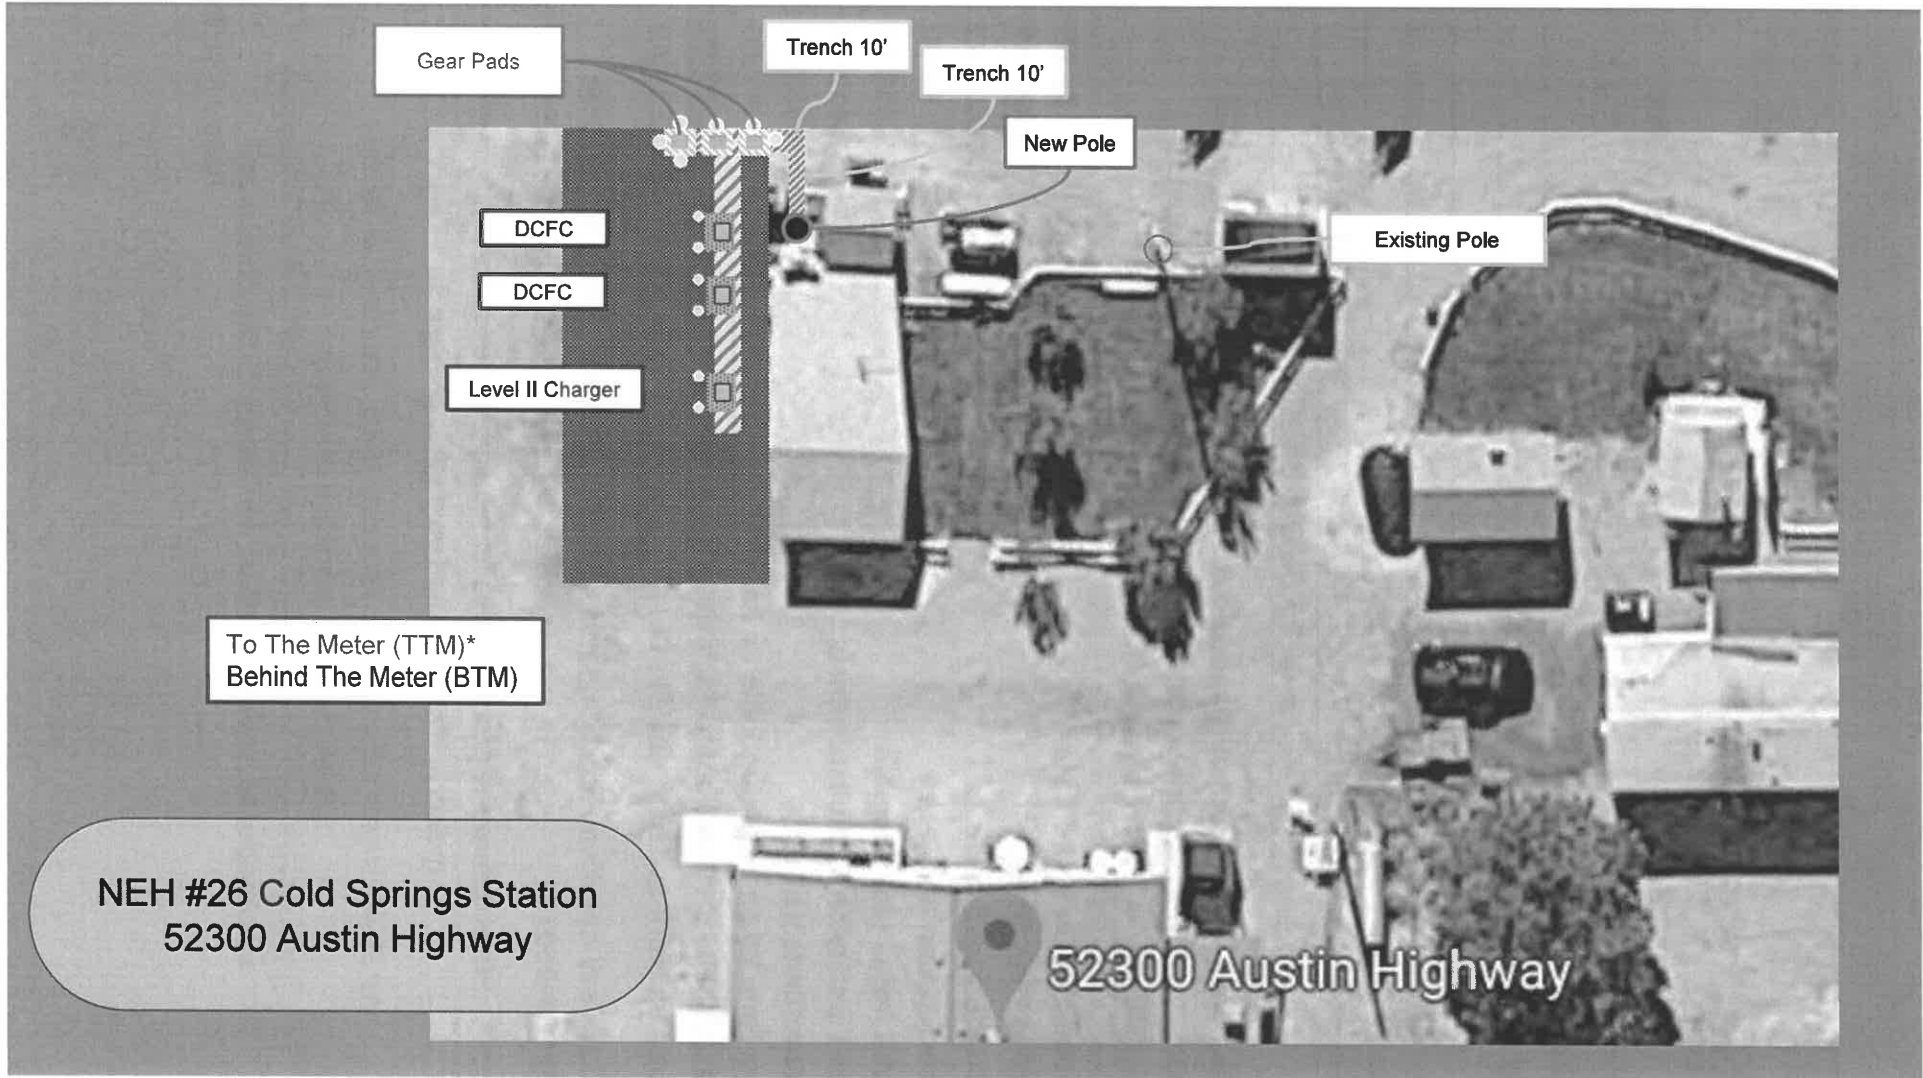 Gear Pads
Trench 10'
Trench 10'
New Pole
DCFC
Existing Pole
DCFC
Level II Charger
To The Meter (TTM)*
Behind The Meter (BTM)
NEH #26 Cold Springs Station
52300 Austin Highway
52300 Austin Highway